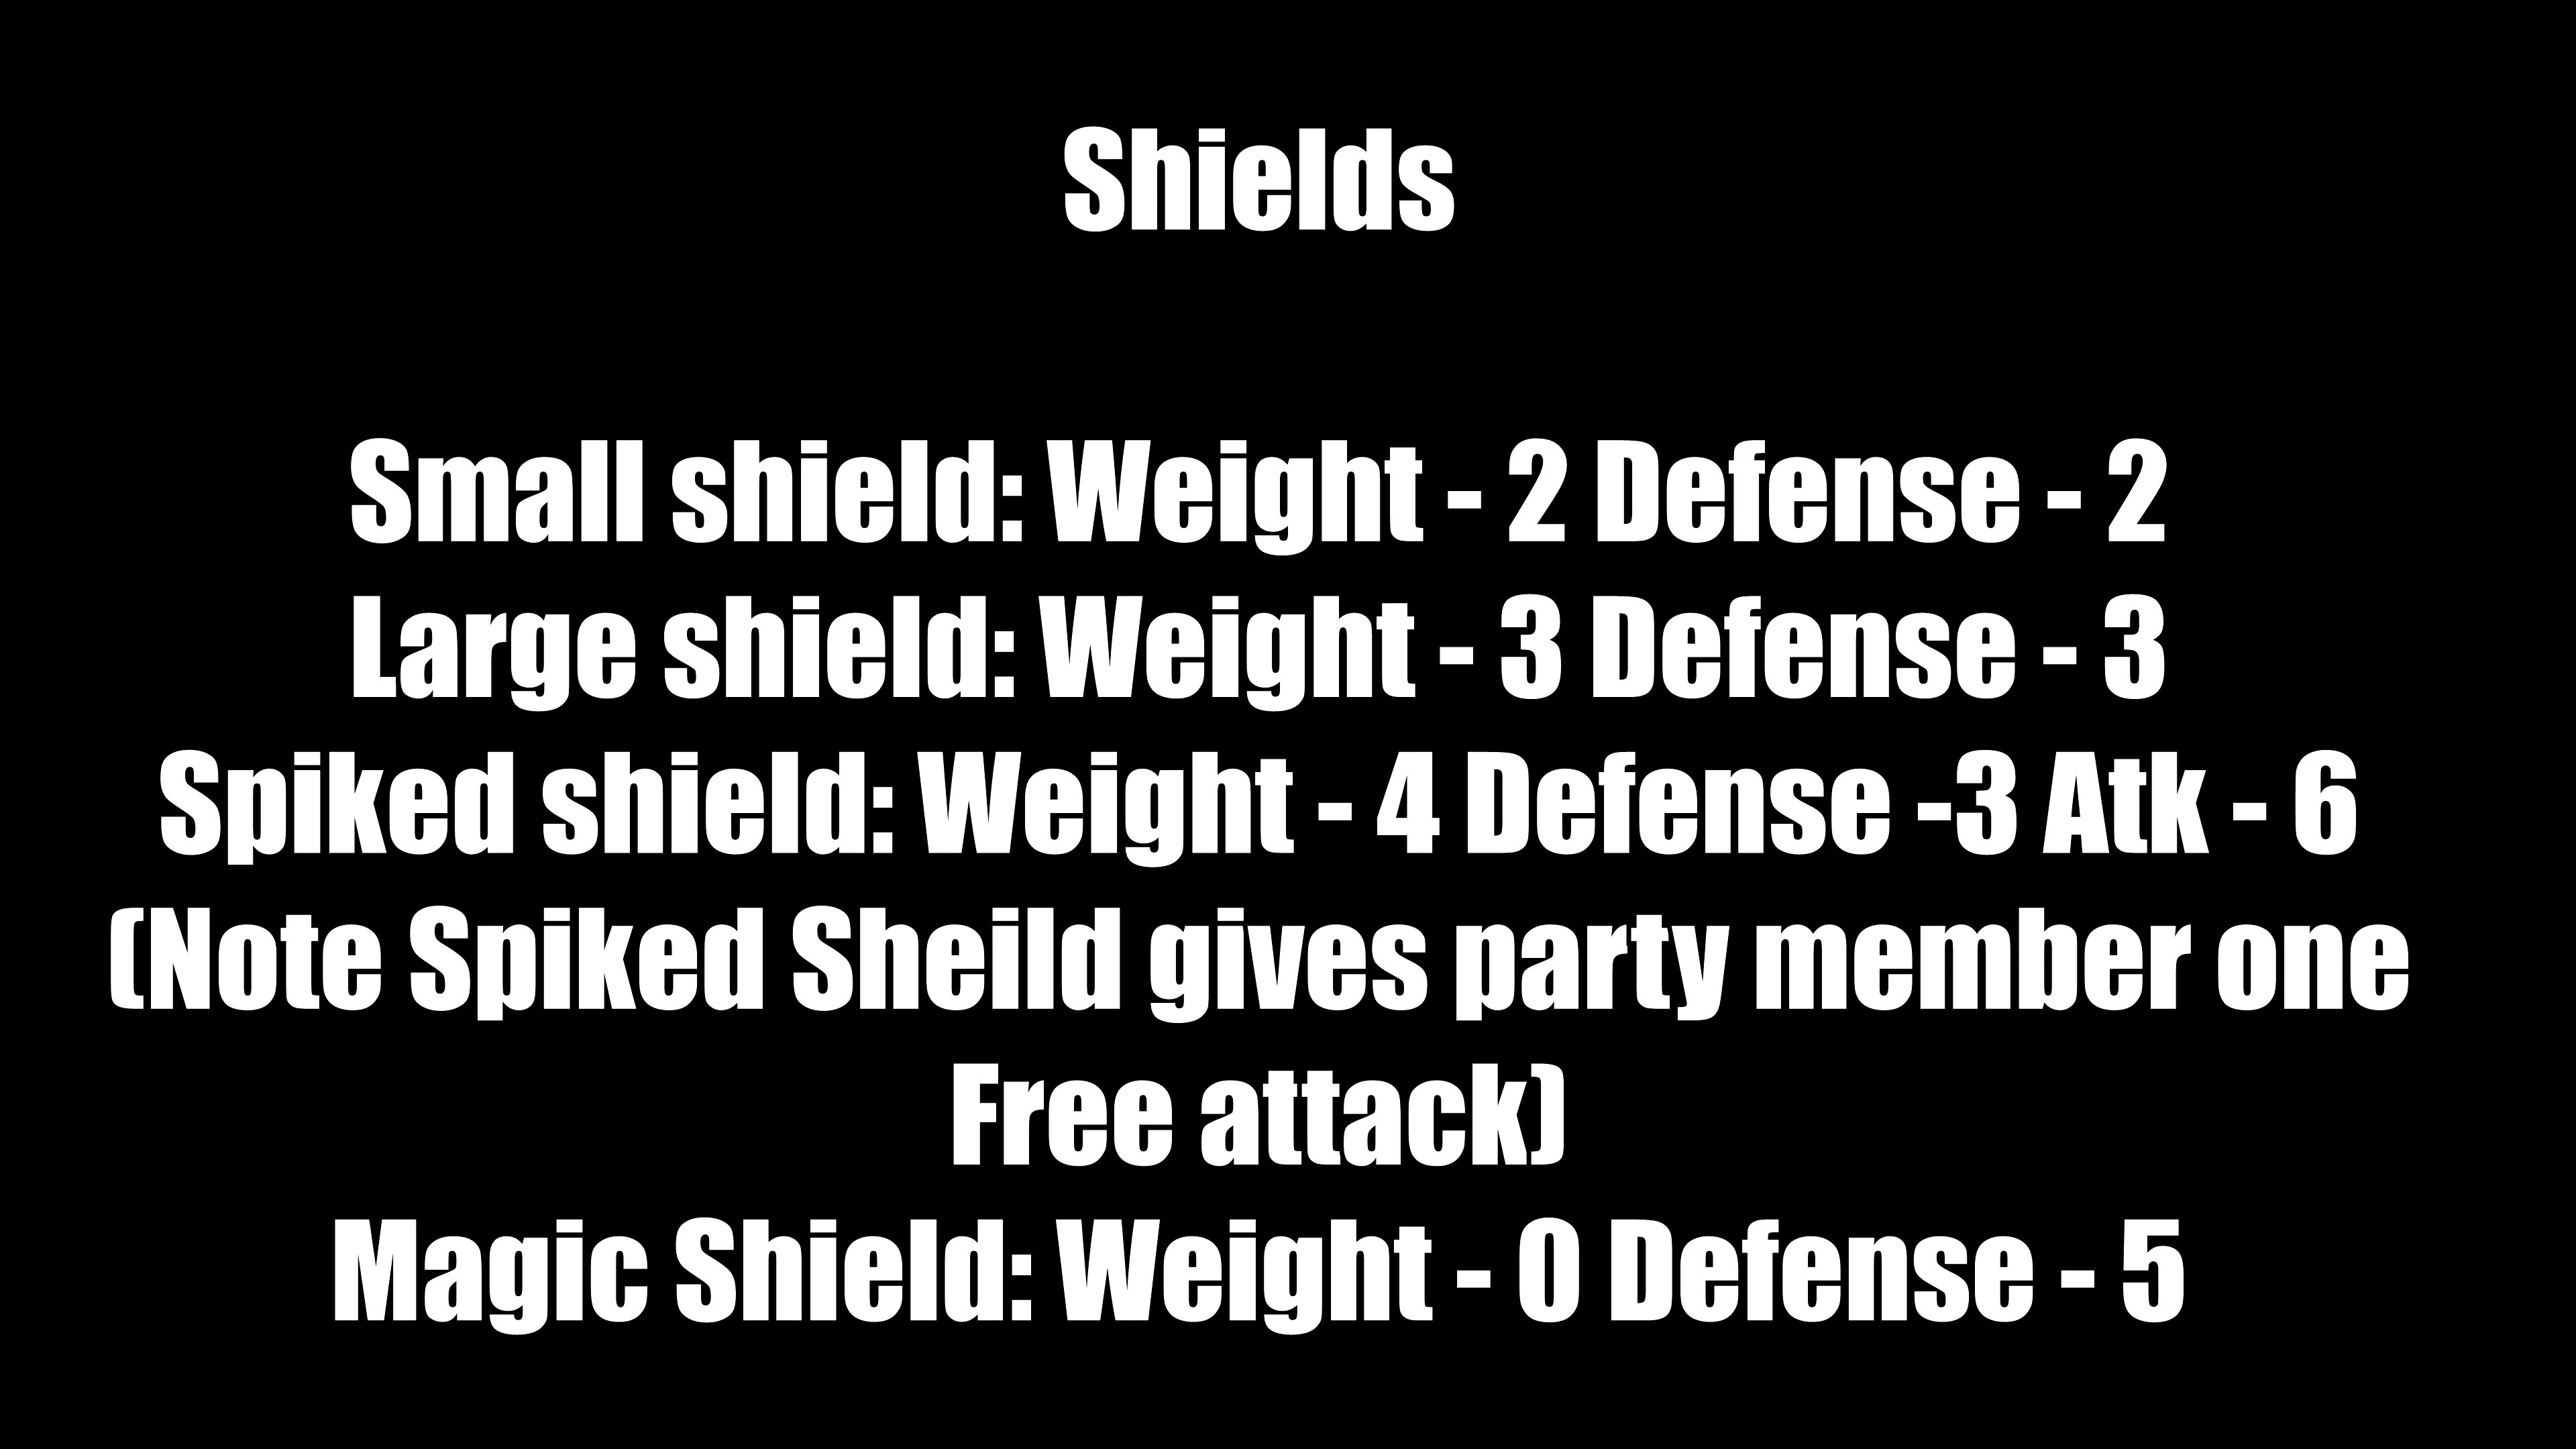 Shields
Small shield: Weight - 2 Defense - 2
Large shield: Weight - 3 Defense - 3
Spiked shield: Weight - 4 Defense -3 Atk - 6
(Note Spiked Sheild gives party member one
Free attack)
Magic Shield: Weight - 0 Defense - 5